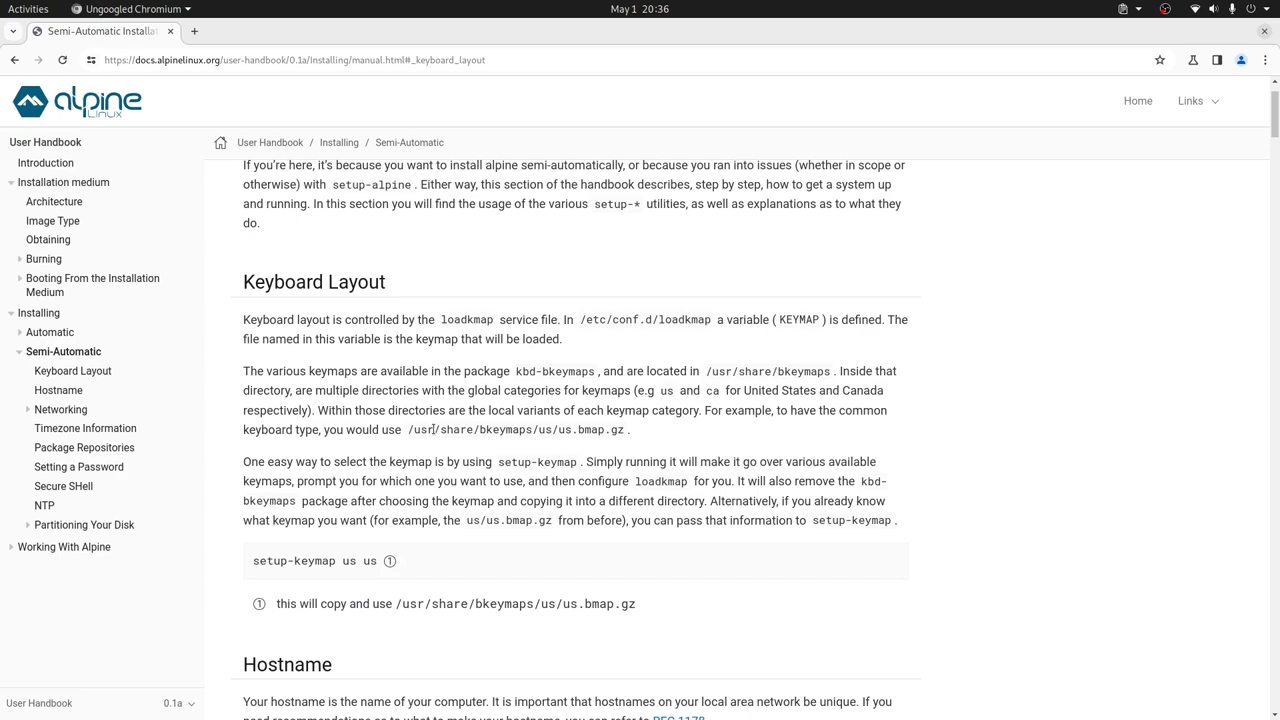 Activities
Ungoogled Chromium
May 1 20:36
Semi-Automatic Installat
https://docs.alpinelinux.org/user-handbook/0.1a/Installing/manual.html#_keyboard_layout
alpine
LINUX
Home
Links
User Handbook
Introduction
Installation medium
Architecture
Image Type
Obtaining
Burning
Booting From the Installation
Medium
Installing
Automatic
Semi-Automatic
Keyboard Layout
Hostname
Networking
Timezone Information
Package Repositories
Setting a Password
Secure SHell
NTP
Partitioning Your Disk
Working With Alpine
User Handbook
0.1a
User Handbook / Installing / Semi-Automatic
If you're here, it's because you want to install alpine semi-automatically, or because you ran into issues (whether in scope or
otherwise) with setup-alpine. Either way, this section of the handbook describes, step by step, how to get a system up
and running. In this section you will find the usage of the various setup-* utilities, as well as explanations as to what they
do.
Keyboard Layout
Keyboard layout is controlled by the loadkmap service file. In /etc/conf.d/loadkmap a variable (KEYMAP) is defined. The
file named in this variable is the keymap that will be loaded.
The various keymaps are available in the package kbd-bkeymaps, and are located in /usr/share/bkeymaps. Inside that
directory, are multiple directories with the global categories for keymaps (e.g us and ca for United States and Canada
respectively). Within those directories are the local variants of each keymap category. For example, to have the common
keyboard type, you would use /usr/share/bkeymaps/us/us.bmap.gz.
One easy way to select the keymap is by using setup-keymap. Simply running it will make it go over various available
keymaps, prompt you for which one you want to use, and then configure loadkmap for you. It will also remove the kbd-
bkeymaps package after choosing the keymap and copying it into a different directory. Alternatively, if you already know
what keymap you want (for example, the us/us.bmap.gz from before), you can pass that information to setup-keymap.
setup-keymap us us ①
① this will copy and use /usr/share/bkeymaps/us/us.bmap.gz
Hostname
Your hostname is the name of your computer. It is important that hostnames on your local area network be unique. If you
need recommendations as to what to make your hostname, you can refer to RFC 1178.